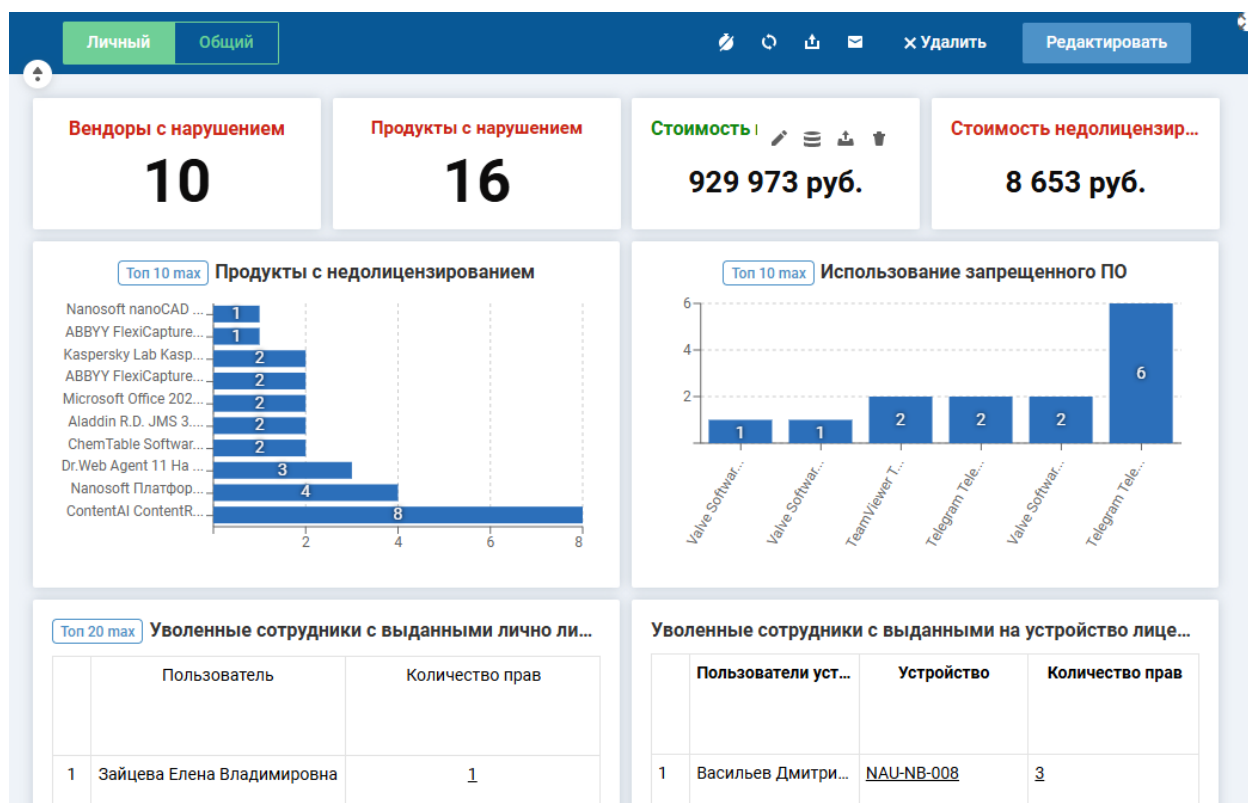 Личный Общий × Удалить Редактировать
Вендоры с нарушением
10
Продукты с нарушением
16
Стоимость
929 973 руб.
Стоимость недолицензир...
8 653 руб.
Топ 10 max Продукты с недолицензированием
Nanosoft nanoCAD ... 1
ABBYY FlexiCapture... 1
Kaspersky Lab Kasp... 2
ABBYY FlexiCapture... 2
Microsoft Office 202... 2
Aladdin R.D. JMS 3.... 2
ChemTable Softwar... 2
Dr.Web Agent 11 На ... 3
Nanosoft Платфор... 4
ContentAI ContentR... 8
2 4 6 8
Топ 10 max Использование запрещенного ПО
6
4
2
1 1 2 2 2 6
Valve Softwar...
Valve Softwar...
TeamViewer T...
Telegram Tele...
Valve Softwar...
Telegram Tele...
Топ 20 max Уволенные сотрудники с выданными лично ли...
Пользователь Количество прав
1 Зайцева Елена Владимировна 1
Уволенные сотрудники с выданными на устройство лице...
Пользователи уст... Устройство Количество прав
1 Васильев Дмитри... NAU-NB-008 3